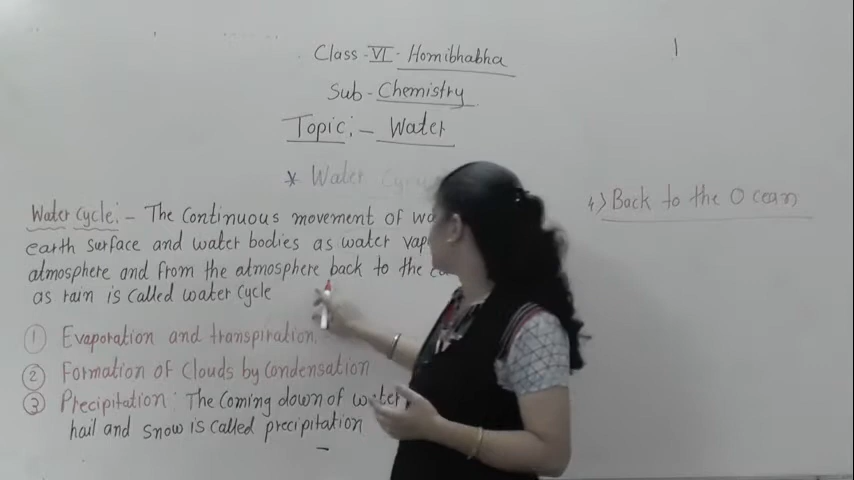 Class - VI - Homibhabha
Sub - Chemistry
Topic :- Water
* Water
Water Cycle :- The Continuous movement of
earth surface and water bodies as water
atmosphere and from the atmosphere back to the
as rain is called water cycle
1 Evaporation and transpiration.
2 Formation of Clouds by Condensation
3 Precipitation : The Coming down of water
hail and snow is called precipitation
4) Back to the Ocean